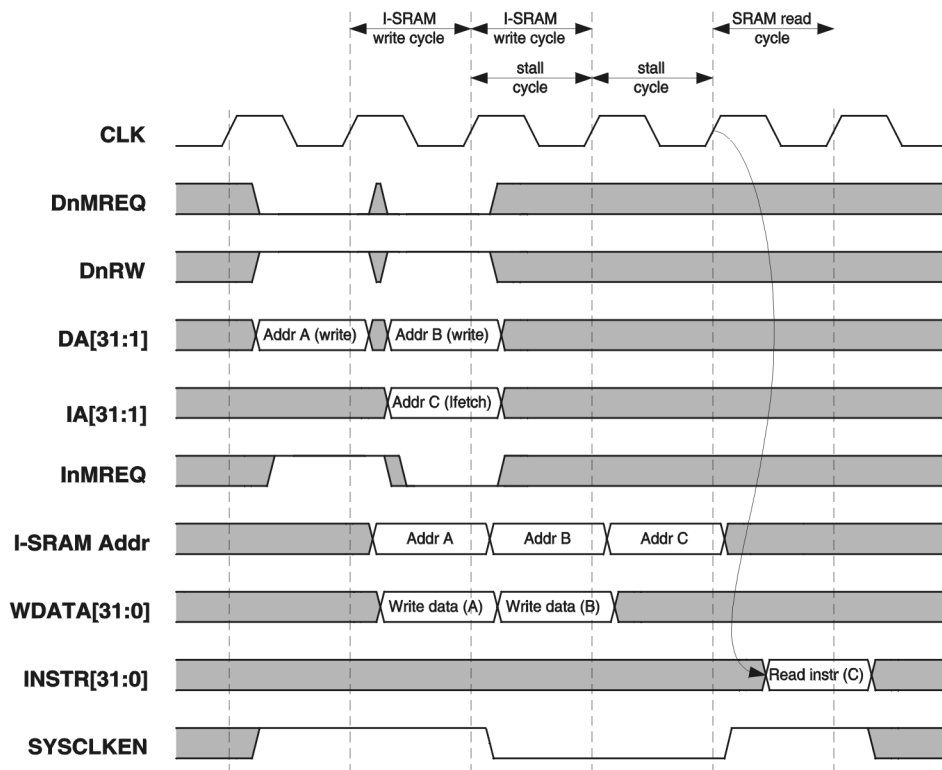 I-SRAM
write cycle
I-SRAM
write cycle
SRAM read
cycle
stall
cycle
stall
cycle
CLK
DnMREQ
DnRW
DA[31:1]
Addr A (write)
Addr B (write)
IA[31:1]
Addr C (Ifetch)
InMREQ
I-SRAM Addr
Addr A
Addr B
Addr C
WDATA[31:0]
Write data (A)
Write data (B)
INSTR[31:0]
Read instr (C)
SYSCLKEN